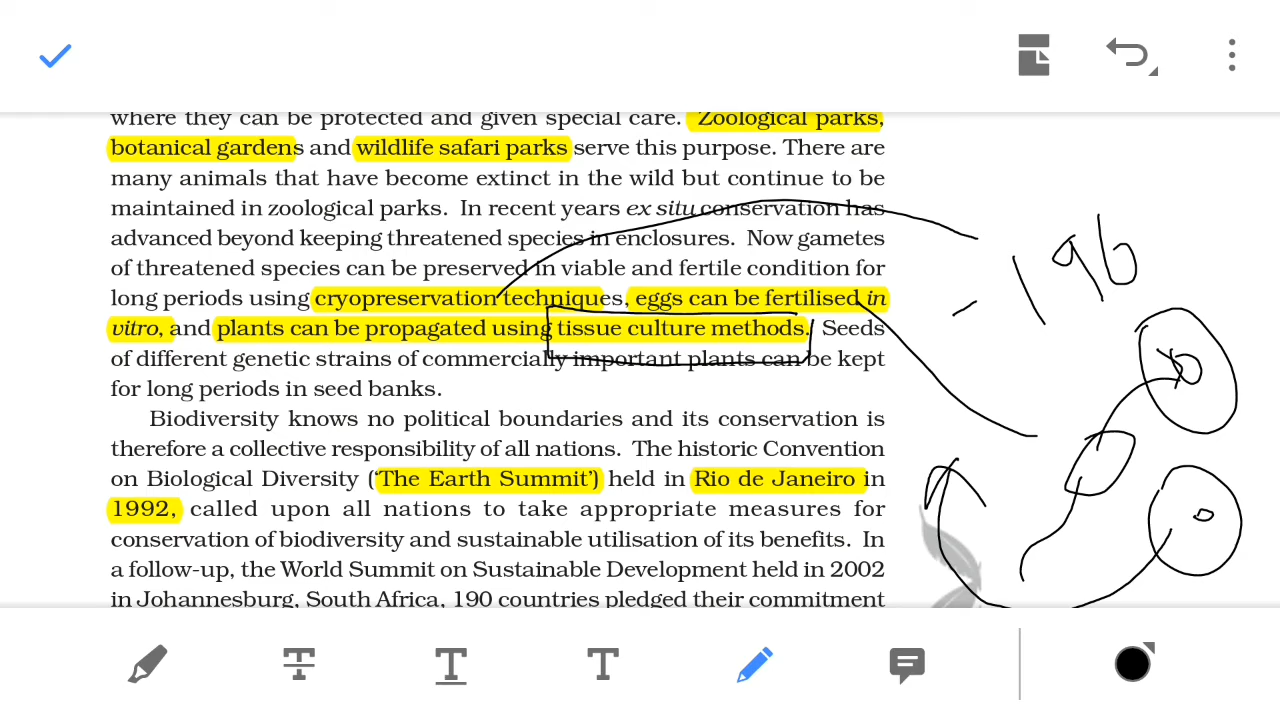 where they can be protected and given special care. Zoological parks,
botanical gardens and wildlife safari parks serve this purpose. There are
many animals that have become extinct in the wild but continue to be
maintained in zoological parks. In recent years ex situ conservation has
advanced beyond keeping threatened species in enclosures. Now gametes
of threatened species can be preserved in viable and fertile condition for
long periods using cryopreservation techniques, eggs can be fertilised in
vitro, and plants can be propagated using tissue culture methods. Seeds
of different genetic strains of commercially important plants can be kept
for long periods in seed banks.
Biodiversity knows no political boundaries and its conservation is
therefore a collective responsibility of all nations. The historic Convention
on Biological Diversity ('The Earth Summit') held in Rio de Janeiro in
1992, called upon all nations to take appropriate measures for
conservation of biodiversity and sustainable utilisation of its benefits. In
a follow-up, the World Summit on Sustainable Development held in 2002
in Johannesburg, South Africa, 190 countries pledged their commitment
-196
T
T
T